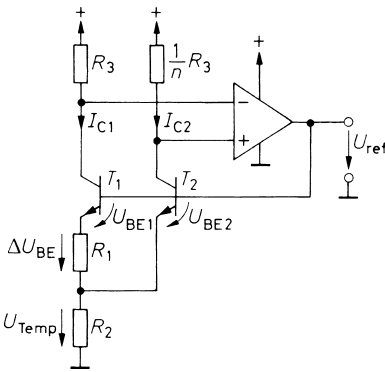 + + +
R3
1/n R3
IC1 IC2
− +
Uref
T1 T2
UBE1 UBE2
ΔUBE R1
UTemp R2